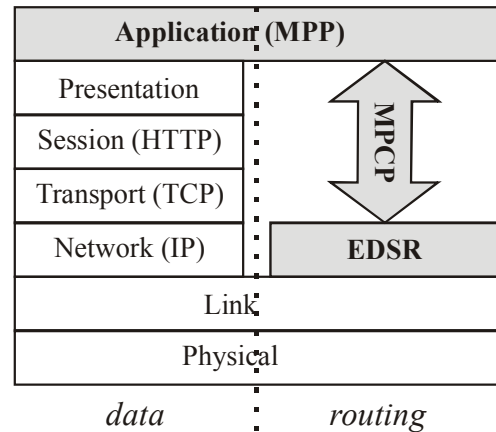 Application (MPP)
Presentation
Session (HTTP)
Transport (TCP)
Network (IP)
MPCP
EDSR
Link
Physical
data
routing